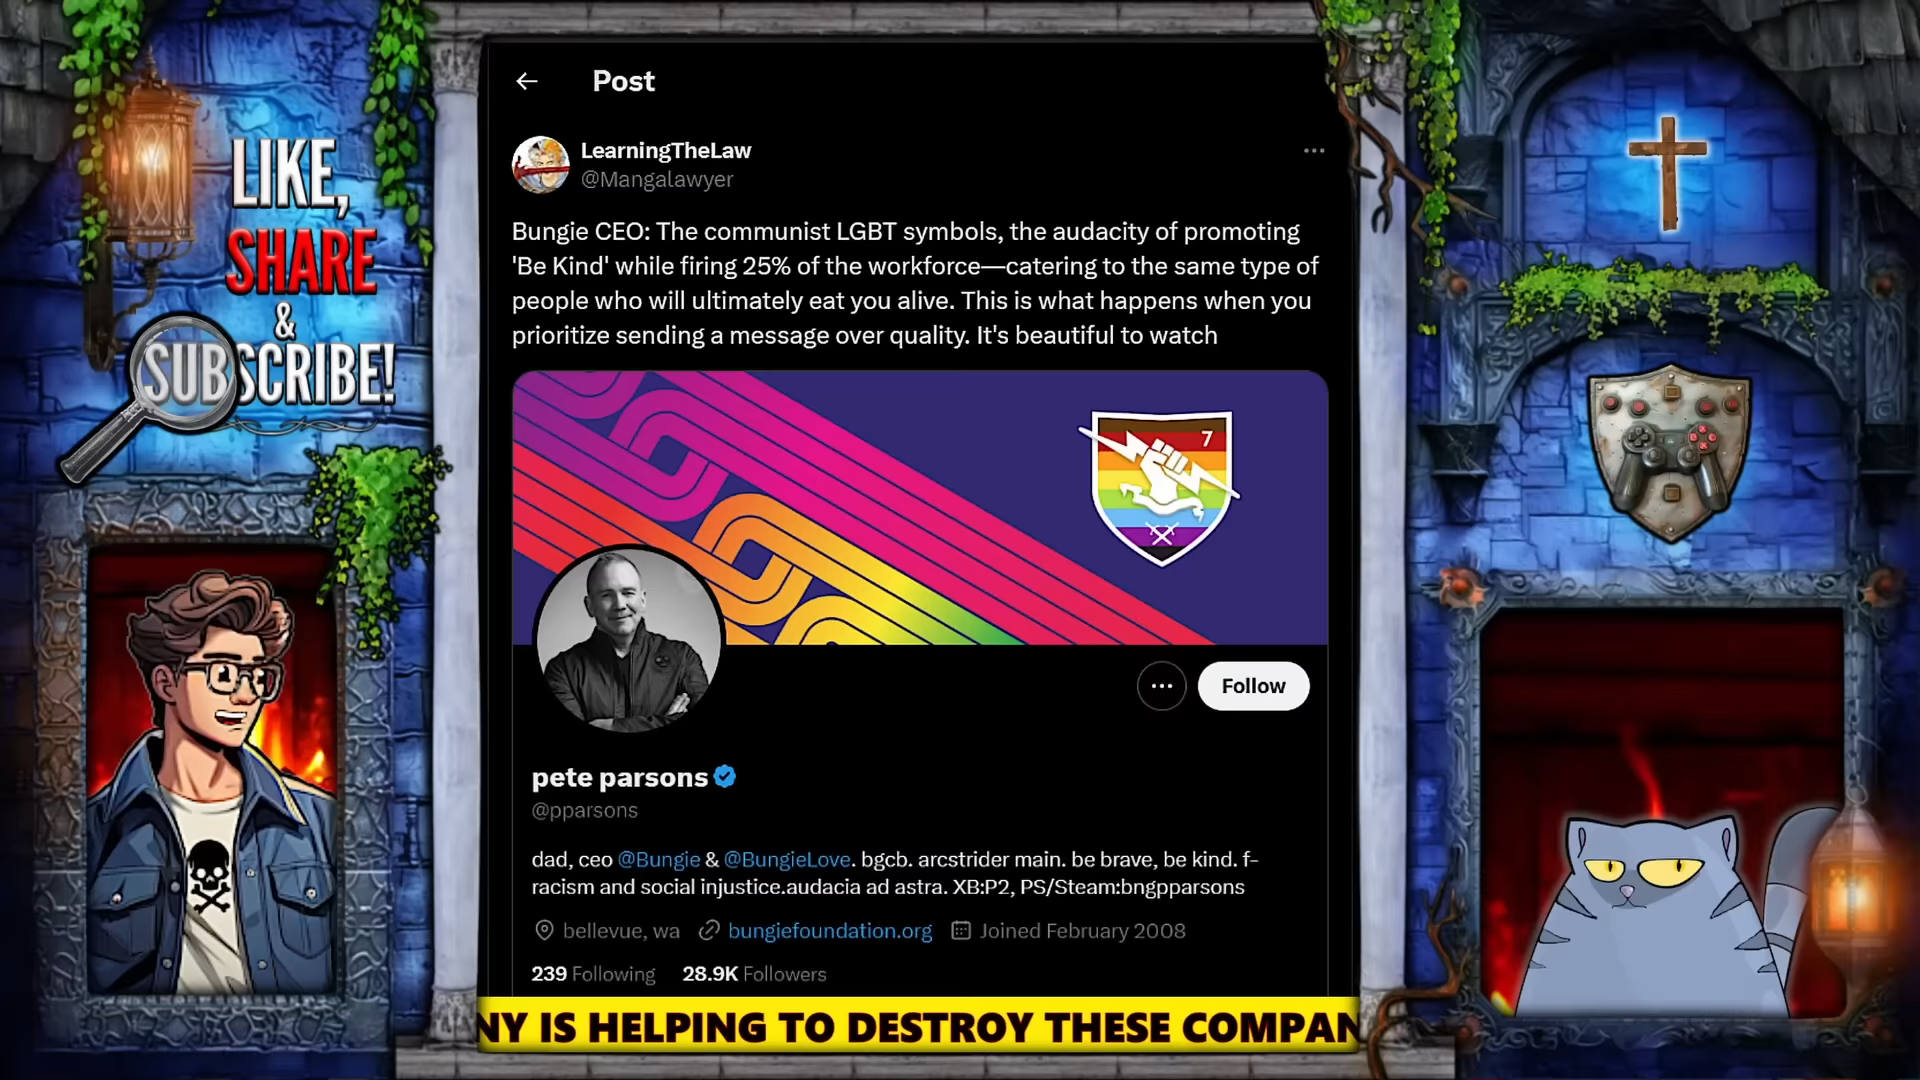 LIKE,
SHARE
&
SUBSCRIBE!
Post
LearningTheLaw
@Mangalawyer
Bungie CEO: The communist LGBT symbols, the audacity of promoting
'Be Kind' while firing 25% of the workforce—catering to the same type of
people who will ultimately eat you alive. This is what happens when you
prioritize sending a message over quality. It's beautiful to watch
7
Follow
pete parsons
@pparsons
dad, ceo @Bungie & @BungieLove. bgcb. arcstrider main. be brave, be kind. f-
racism and social injustice.audacia ad astra. XB:P2, PS/Steam:bngpparsons
bellevue, wa bungiefoundation.org Joined February 2008
239 Following 28.9K Followers
NY IS HELPING TO DESTROY THESE COMPAN